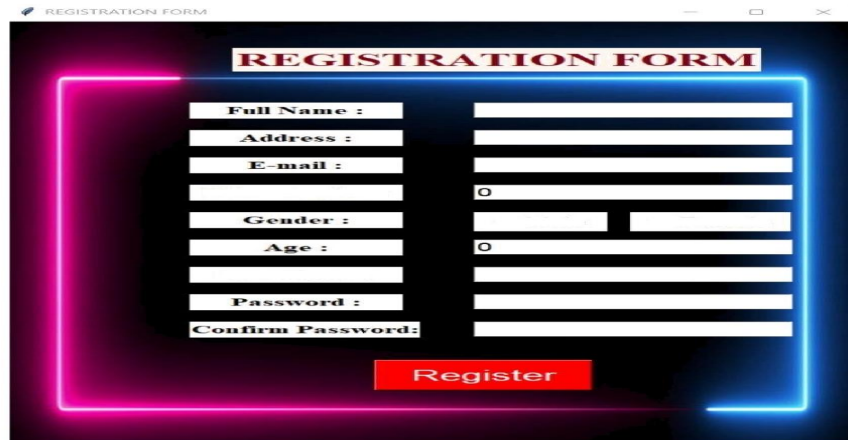 REGISTRATION FORM
REGISTRATION FORM
Full Name :
Address :
E-mail :
0
Gender :
Age : 0
Password :
Confirm Password:
Register